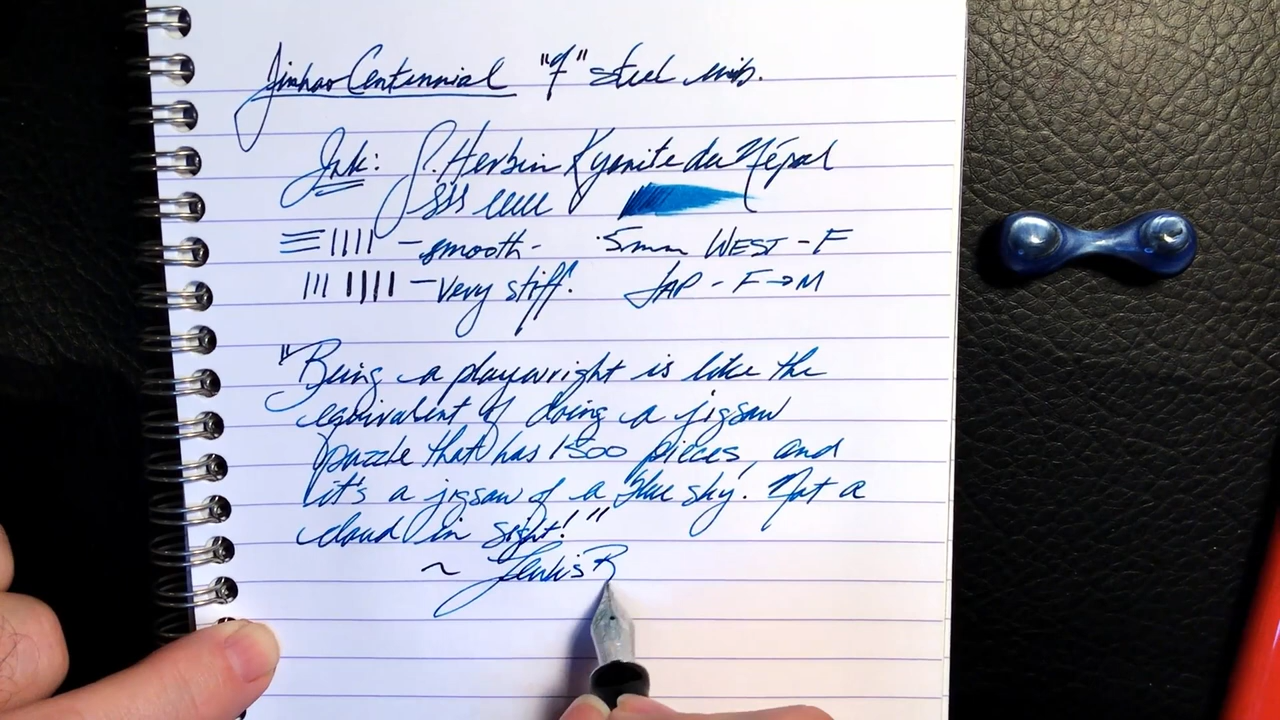 Jinhao Centennial "f" steel nib.
Ink: J. Herbin Kyanite du Népal
sss eeee
– smooth – .5mm WEST – F
– Very stiff. JAP – F→M
"Being a playwright is like the
equivalent of doing a jigsaw
puzzle that has 1500 pieces, and
it's a jigsaw of a blue sky. Not a
cloud in sight!"
~